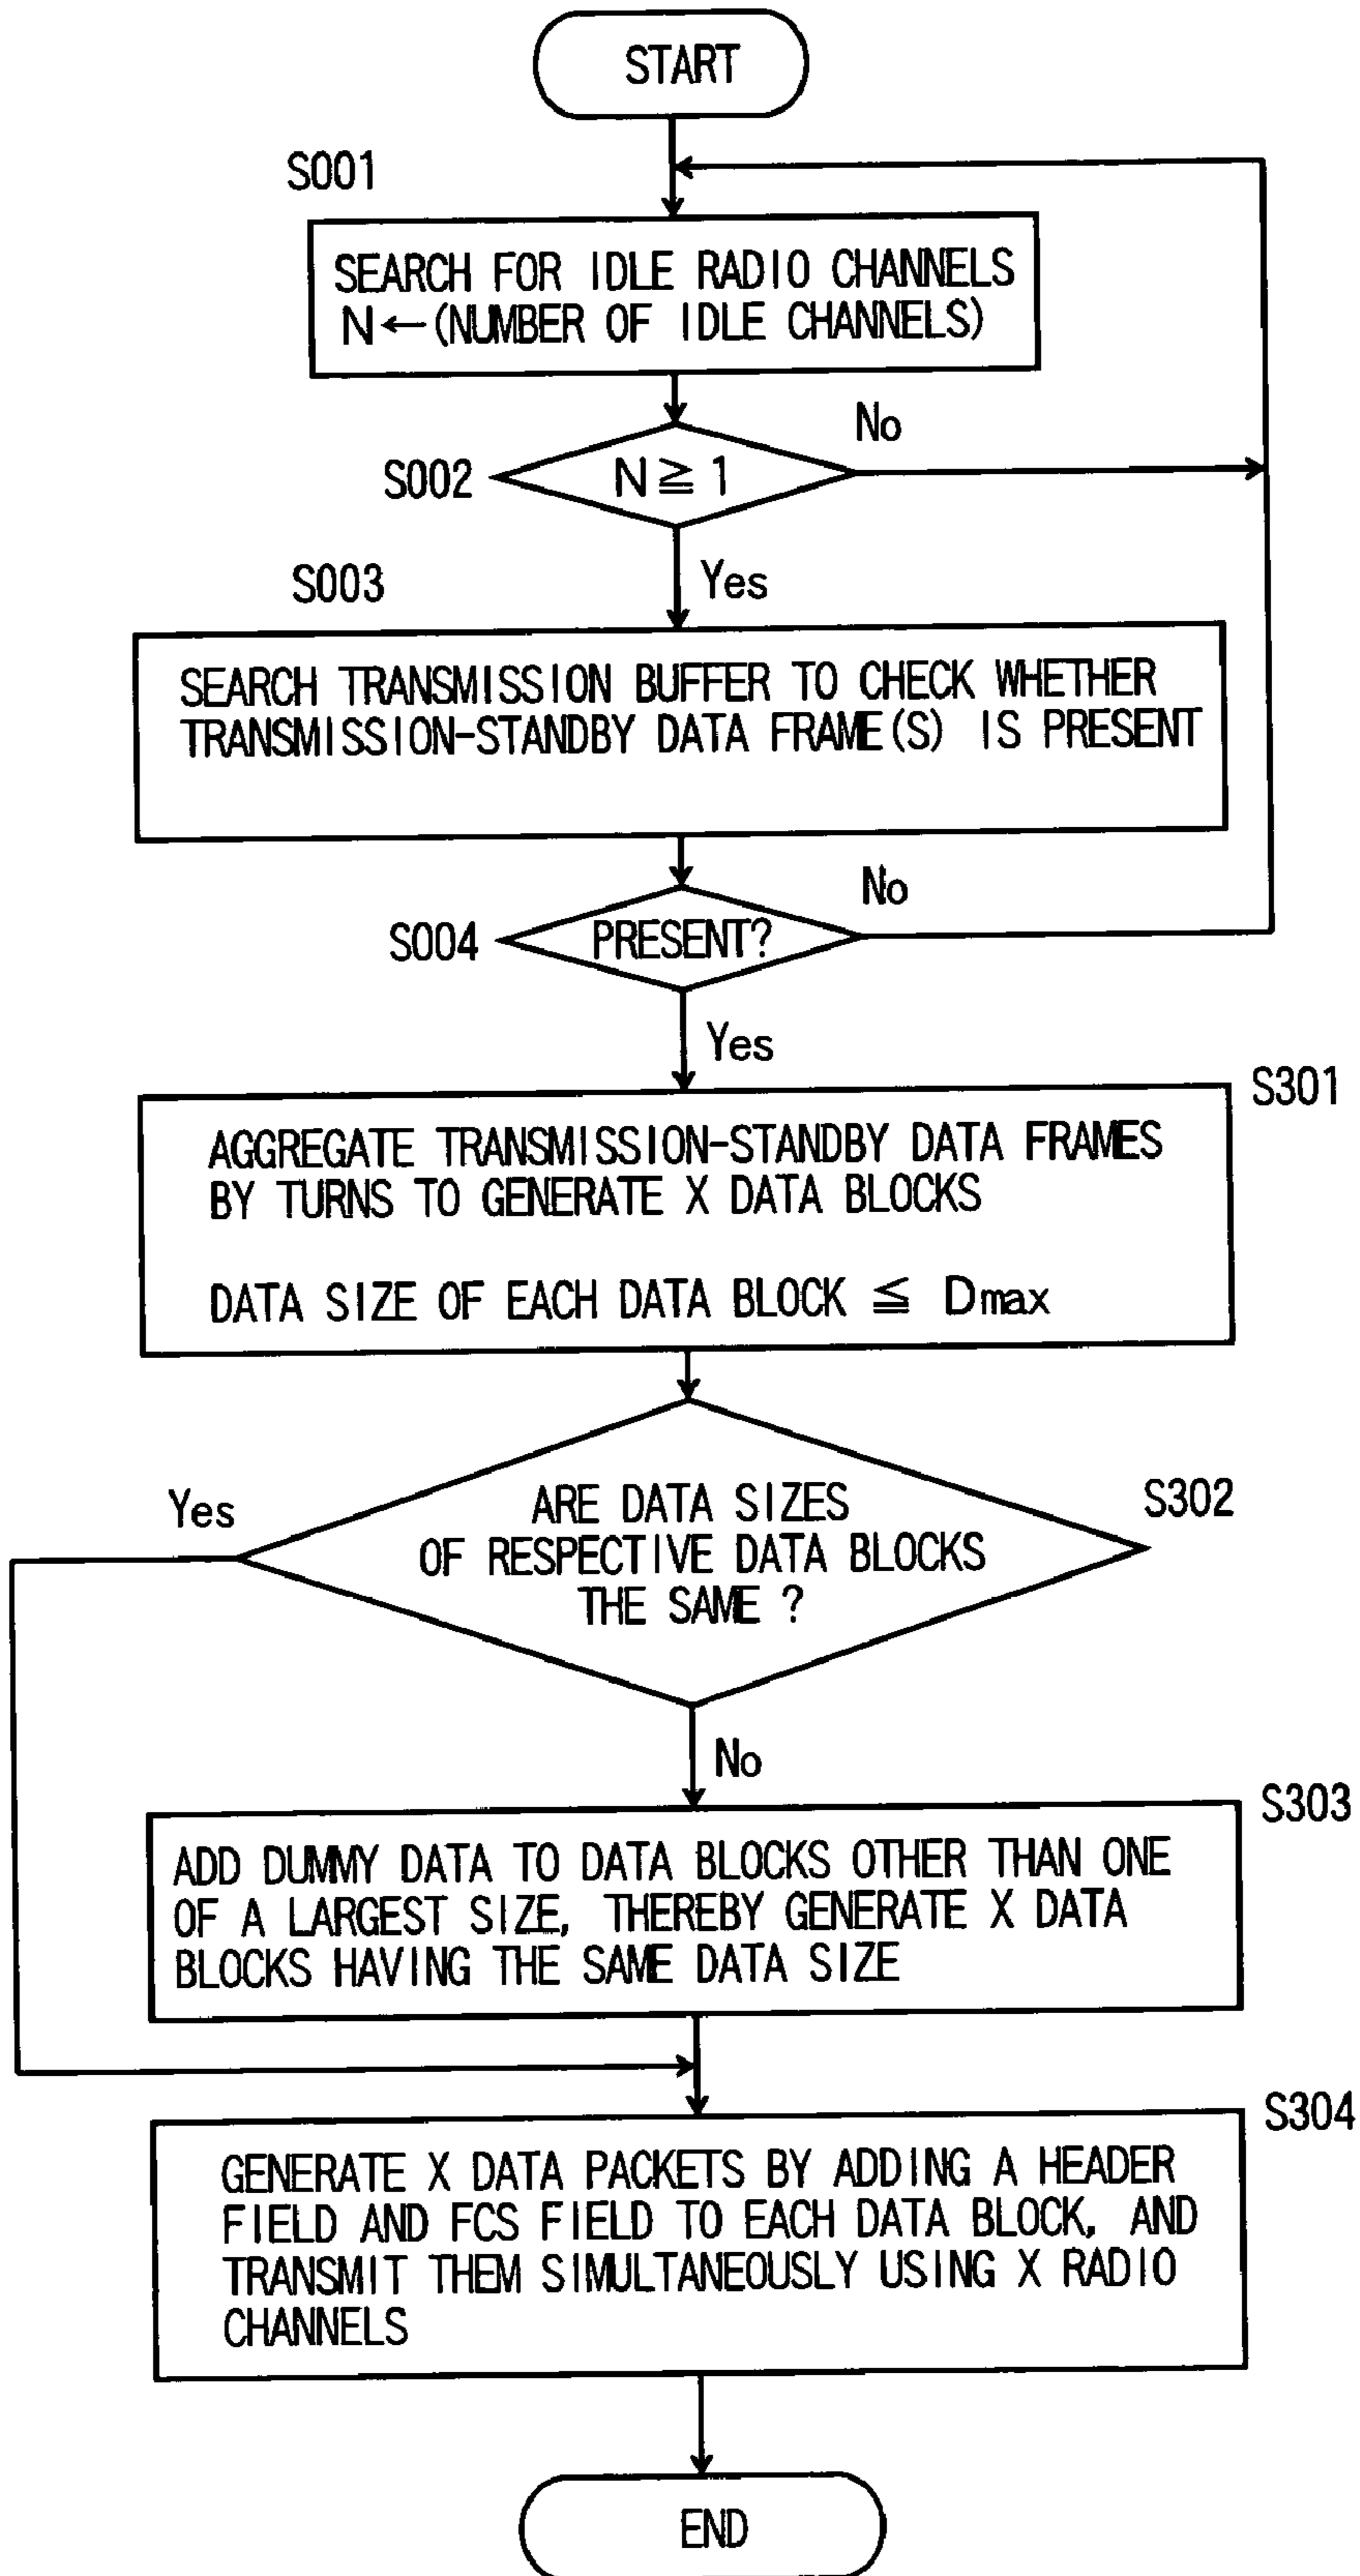 START
S001
SEARCH FOR IDLE RADIO CHANNELS
N←(NUMBER OF IDLE CHANNELS)
No
S002
N≧1
Yes
S003
SEARCH TRANSMISSION BUFFER TO CHECK WHETHER
TRANSMISSION-STANDBY DATA FRAME(S) IS PRESENT
No
S004
PRESENT?
Yes
S301
AGGREGATE TRANSMISSION-STANDBY DATA FRAMES
BY TURNS TO GENERATE X DATA BLOCKS
DATA SIZE OF EACH DATA BLOCK ≦ Dmax
Yes
S302
ARE DATA SIZES
OF RESPECTIVE DATA BLOCKS
THE SAME ?
No
S303
ADD DUMMY DATA TO DATA BLOCKS OTHER THAN ONE
OF A LARGEST SIZE, THEREBY GENERATE X DATA
BLOCKS HAVING THE SAME DATA SIZE
S304
GENERATE X DATA PACKETS BY ADDING A HEADER
FIELD AND FCS FIELD TO EACH DATA BLOCK, AND
TRANSMIT THEM SIMULTANEOUSLY USING X RADIO
CHANNELS
END